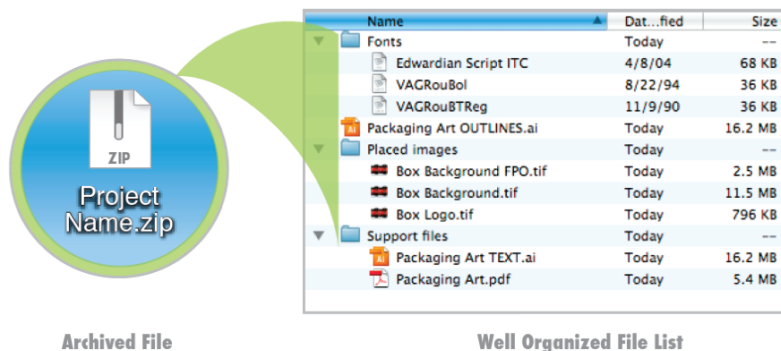 Name Dat...fied Size
Fonts Today --
Edwardian Script ITC 4/8/04 68 KB
VAGRouBol 8/22/94 36 KB
VAGRouBTReg 11/9/90 36 KB
Ai Packaging Art OUTLINES.ai Today 16.2 MB
Placed images Today --
Box Background FPO.tif Today 2.5 MB
Box Background.tif Today 11.5 MB
Box Logo.tif Today 796 KB
Support files Today --
Ai Packaging Art TEXT.ai Today 16.2 MB
Packaging Art.pdf Today 5.4 MB
ZIP
Project
Name.zip
Archived File
Well Organized File List